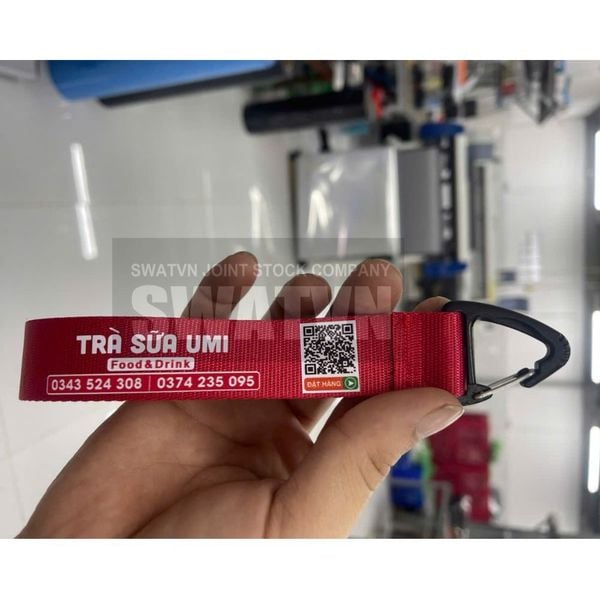 SWATVN JOINT STOCK COMPANY
SWATVN
TRÀ SỮA UMI
Food & Drink
0343 524 308 | 0374 235 095
ĐẶT HÀNG